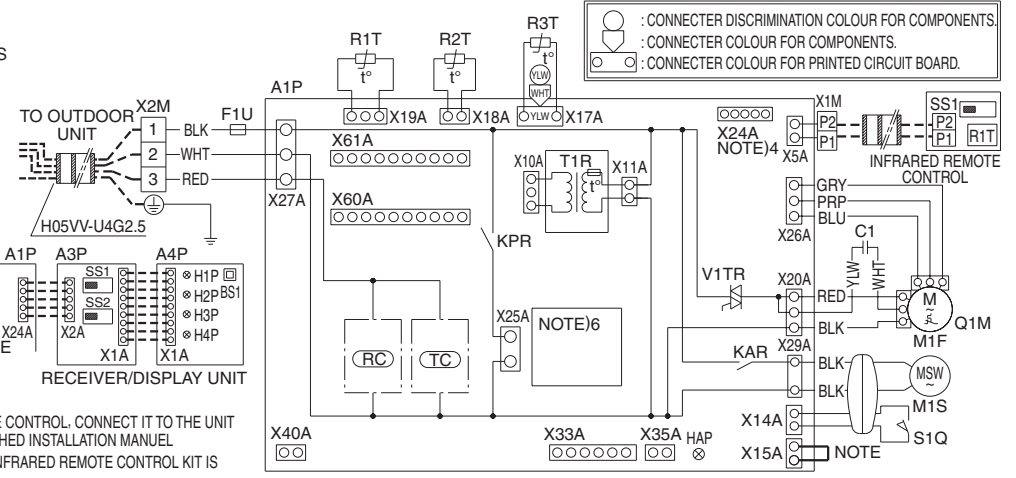 : CONNECTER DISCRIMINATION COLOUR FOR COMPONENTS.
: CONNECTER COLOUR FOR COMPONENTS.
: CONNECTER COLOUR FOR PRINTED CIRCUIT BOARD.
S
R1T
t°
R2T
t°
R3T
t°
YLW
WHT
YLW
A1P
X19A
X18A
X17A
TO OUTDOOR
UNIT
X2M
F1U
1
BLK
2
WHT
3
RED
H05VV-U4G2.5
X27A
X61A
X60A
X10A
T1R
t°
X11A
X24A
NOTE)4
X5A
X1M
P2
P1
SS1
P2
P1
R1T
INFRARED REMOTE
CONTROL
GRY
PRP
BLU
X26A
C1
YLW
WHT
KPR
V1TR
X20A
RED
BLK
M
~
Q1M
M1F
X25A
NOTE)6
RC
TC
KAR
X29A
BLK
BLK
MSW
~
M1S
X14A
S1Q
X15A
NOTE
X40A
X33A
X35A
HAP
A1P
A3P
A4P
SS1
SS2
H1P
H2P
BS1
H3P
H4P
X24A
X2A
X1A
X1A
E
RECEIVER/DISPLAY UNIT
E CONTROL, CONNECT IT TO THE UNIT
HED INSTALLATION MANUEL
NFRARED REMOTE CONTROL KIT IS